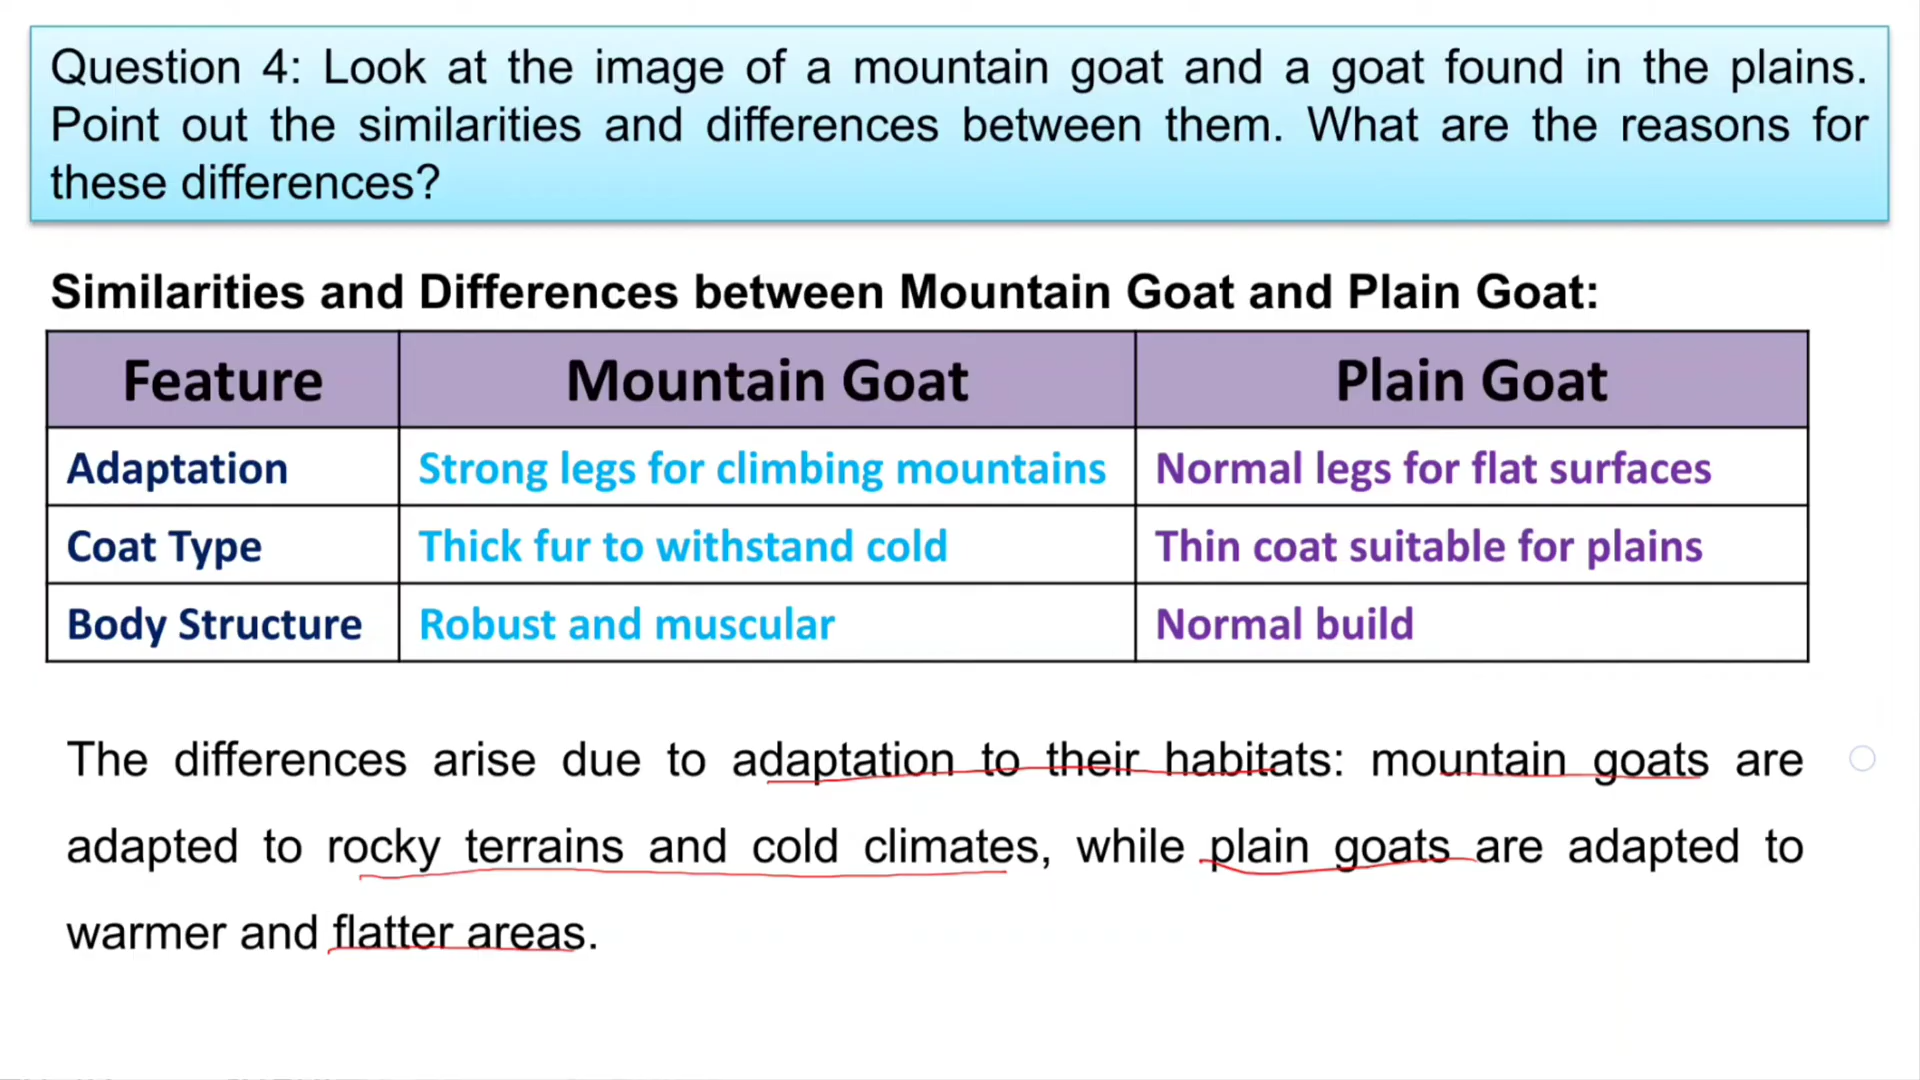 Question 4: Look at the image of a mountain goat and a goat found in the plains.
Point out the similarities and differences between them. What are the reasons for
these differences?
Similarities and Differences between Mountain Goat and Plain Goat:
Feature Mountain Goat Plain Goat
Adaptation Strong legs for climbing mountains Normal legs for flat surfaces
Coat Type Thick fur to withstand cold Thin coat suitable for plains
Body Structure Robust and muscular Normal build
The differences arise due to adaptation to their habitats: mountain goats are
adapted to rocky terrains and cold climates, while plain goats are adapted to
warmer and flatter areas.